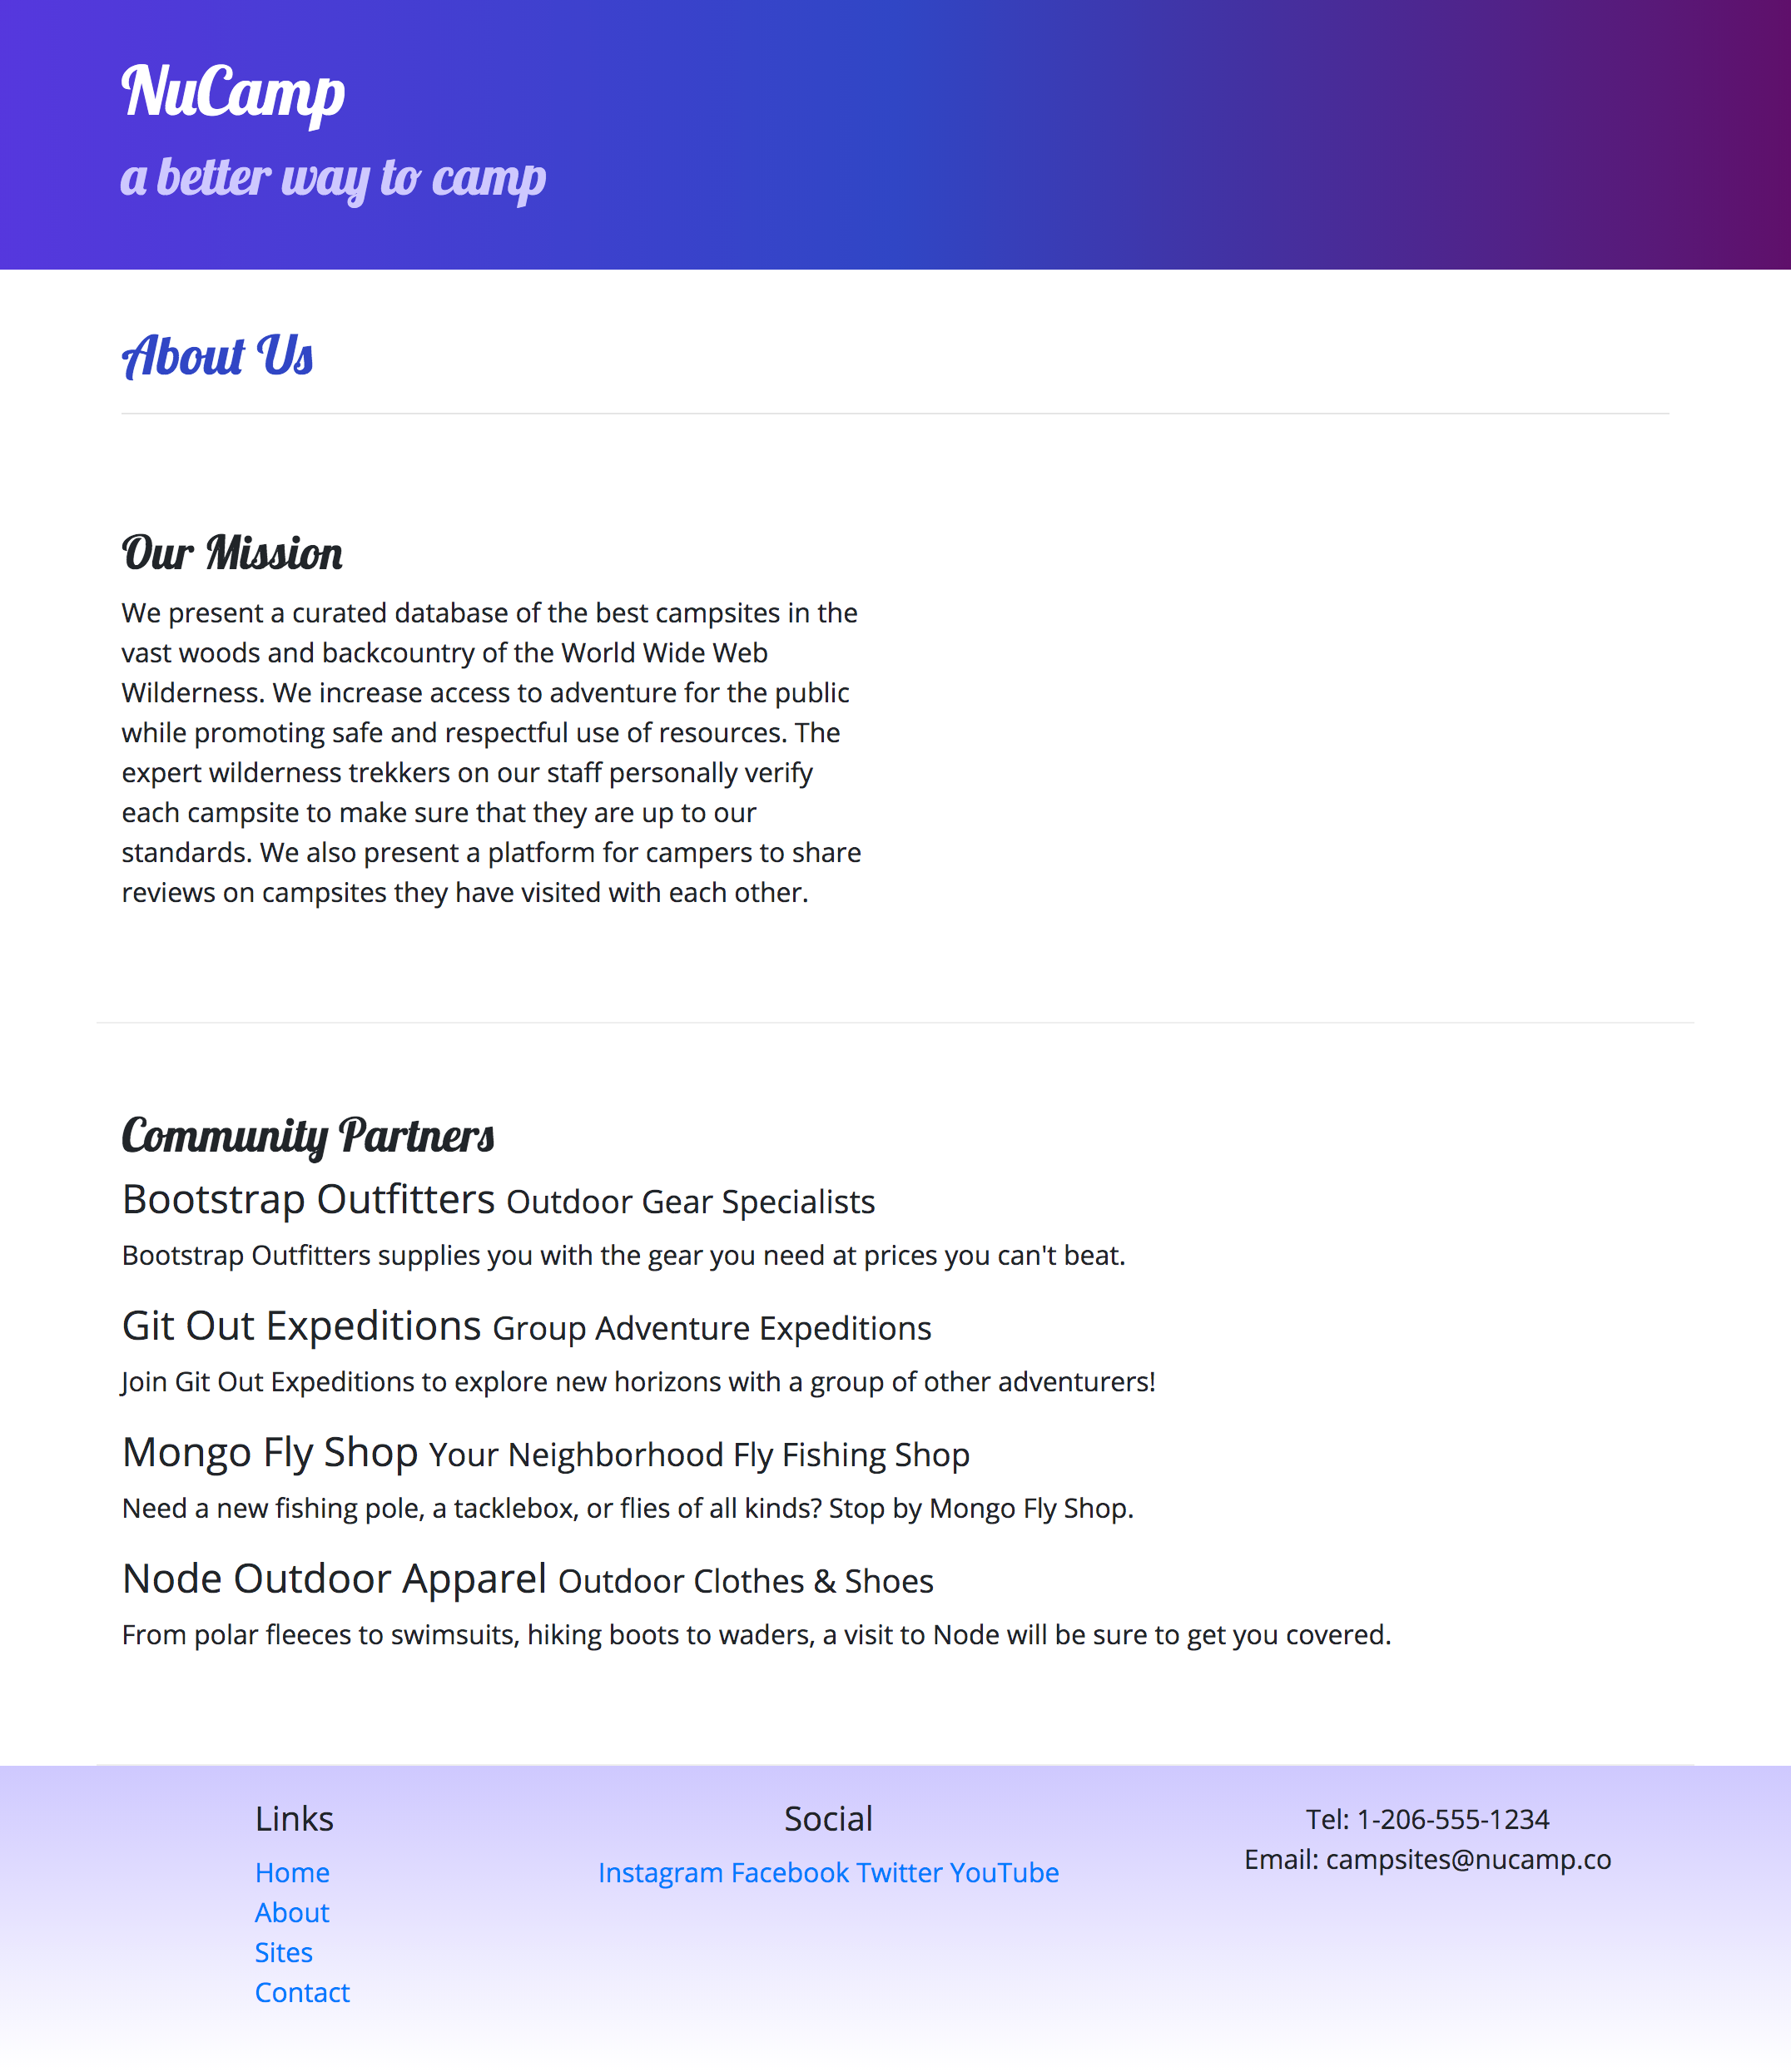 NuCamp
a better way to camp
About Us
Our Mission
We present a curated database of the best campsites in the
vast woods and backcountry of the World Wide Web
Wilderness. We increase access to adventure for the public
while promoting safe and respectful use of resources. The
expert wilderness trekkers on our staff personally verify
each campsite to make sure that they are up to our
standards. We also present a platform for campers to share
reviews on campsites they have visited with each other.
Community Partners
Bootstrap Outfitters Outdoor Gear Specialists
Bootstrap Outfitters supplies you with the gear you need at prices you can't beat.
Git Out Expeditions Group Adventure Expeditions
Join Git Out Expeditions to explore new horizons with a group of other adventurers!
Mongo Fly Shop Your Neighborhood Fly Fishing Shop
Need a new fishing pole, a tacklebox, or flies of all kinds? Stop by Mongo Fly Shop.
Node Outdoor Apparel Outdoor Clothes & Shoes
From polar fleeces to swimsuits, hiking boots to waders, a visit to Node will be sure to get you covered.
Links
Home
About
Sites
Contact
Social
Instagram Facebook Twitter YouTube
Tel: 1-206-555-1234
Email: campsites@nucamp.co